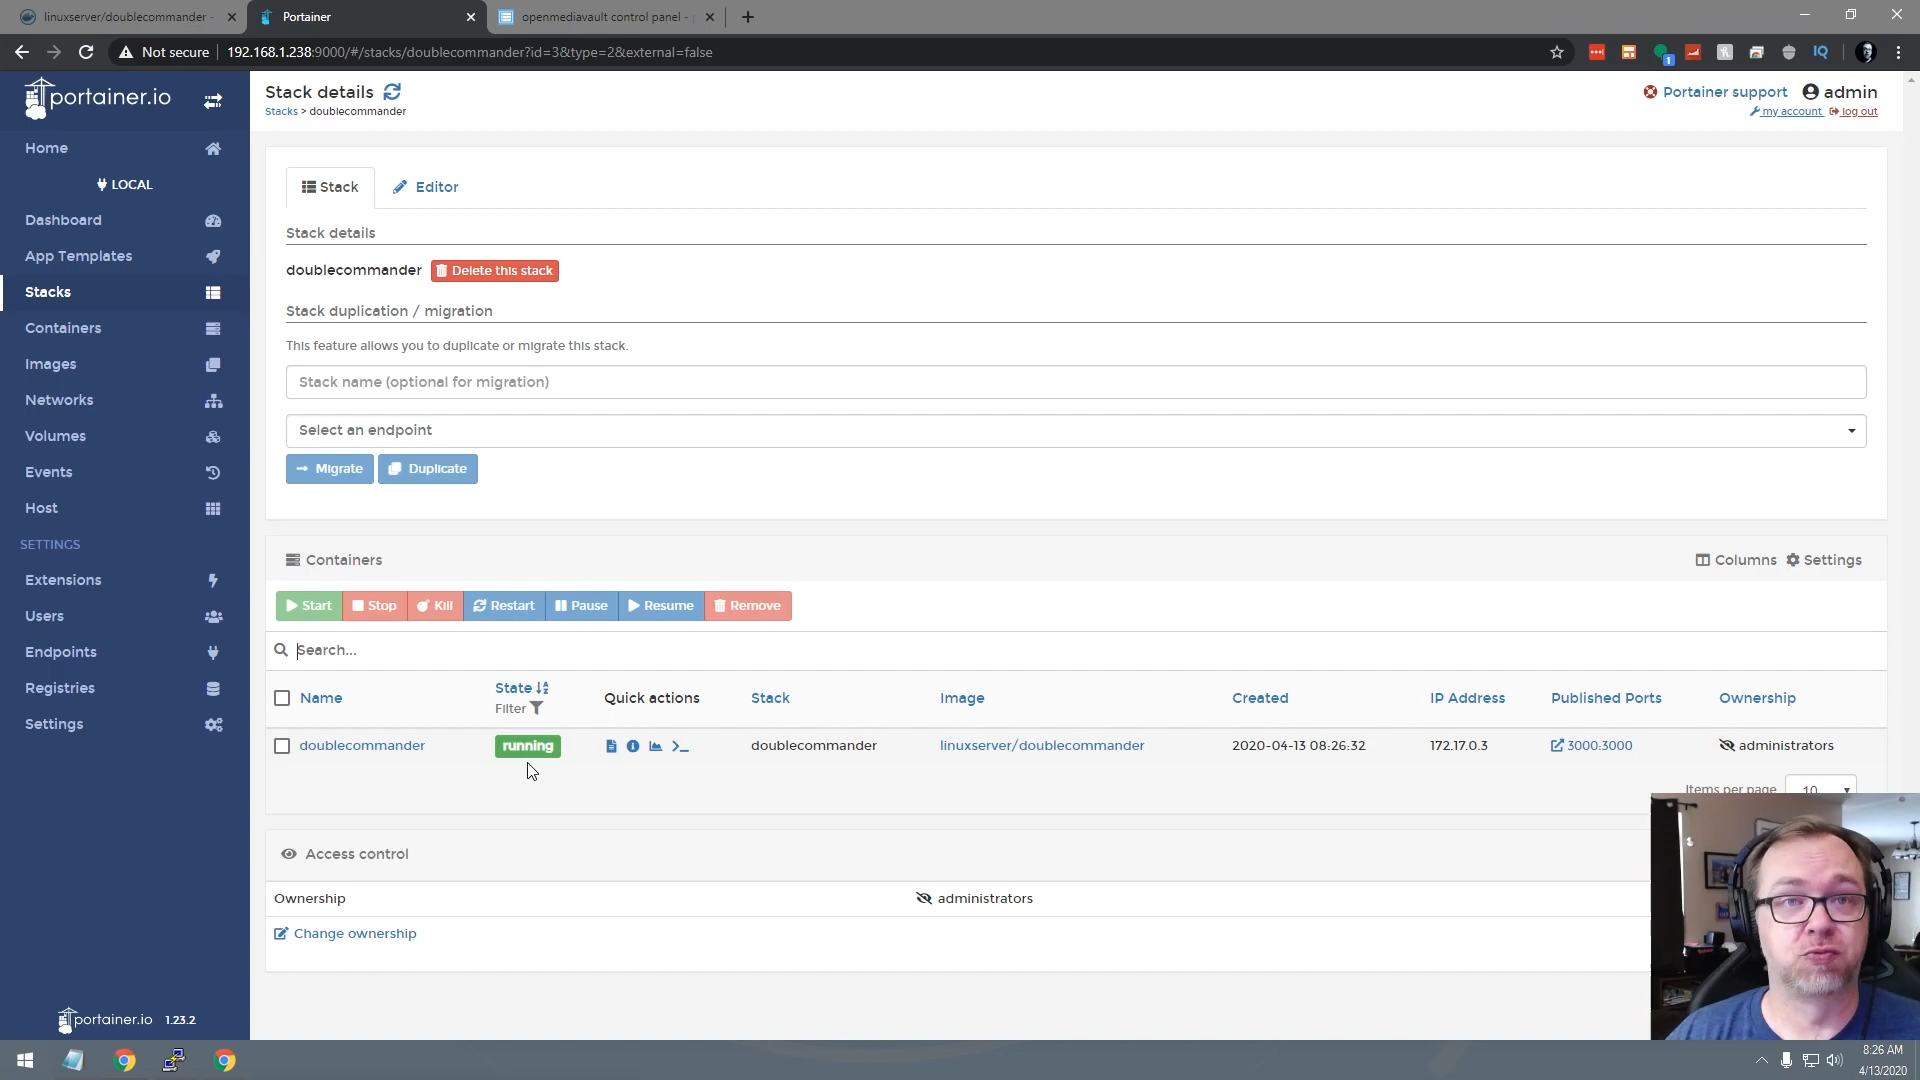 linuxserver/doublecommander -
Portainer
openmediavault control panel -
Not secure
192.168.1.238:9000/#/stacks/doublecommander?id=3&type=2&external=false
1
IQ
portainer.io
Stack details
Portainer support
admin
Stacks > doublecommander
my account
log out
Home
LOCAL
Stack
Editor
Dashboard
Stack details
App Templates
doublecommander
Delete this stack
Stacks
Stack duplication / migration
Containers
This feature allows you to duplicate or migrate this stack.
Images
Stack name (optional for migration)
Networks
Select an endpoint
Volumes
Migrate
Duplicate
Events
Host
SETTINGS
Containers
Columns
Settings
Extensions
Start
Stop
Kill
Restart
Pause
Resume
Remove
Users
Search...
Endpoints
Name
State
Filter
Quick actions
Stack
Image
Created
IP Address
Published Ports
Ownership
Registries
Settings
doublecommander
running
doublecommander
linuxserver/doublecommander
2020-04-13 08:26:32
172.17.0.3
3000:3000
administrators
Items per page
10
Access control
Ownership
administrators
Change ownership
portainer.io 1.23.2
8:26 AM
4/13/2020